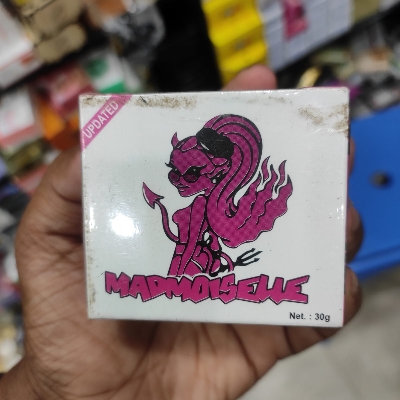 UPDATED
MADMOISELLE
Net. : 30g